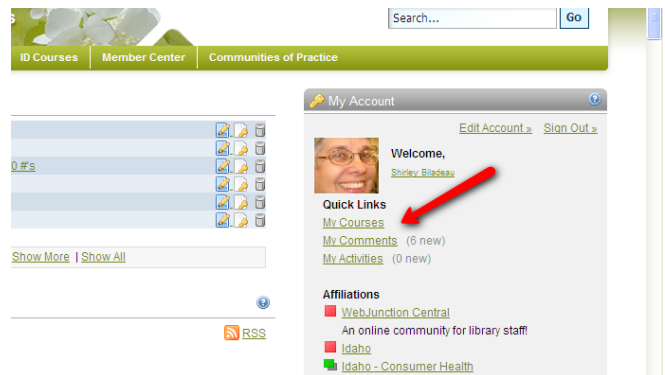 Search... Go
ID Courses Member Center Communities of Practice
My Account
Edit Account » Sign Out »
Welcome,
Shirley Biladeau
0 #'s
Quick Links
My Courses
My Comments (6 new)
My Activities (0 new)
Show More | Show All
Affiliations
WebJunction Central
An online community for library staff!
RSS
Idaho
Idaho - Consumer Health